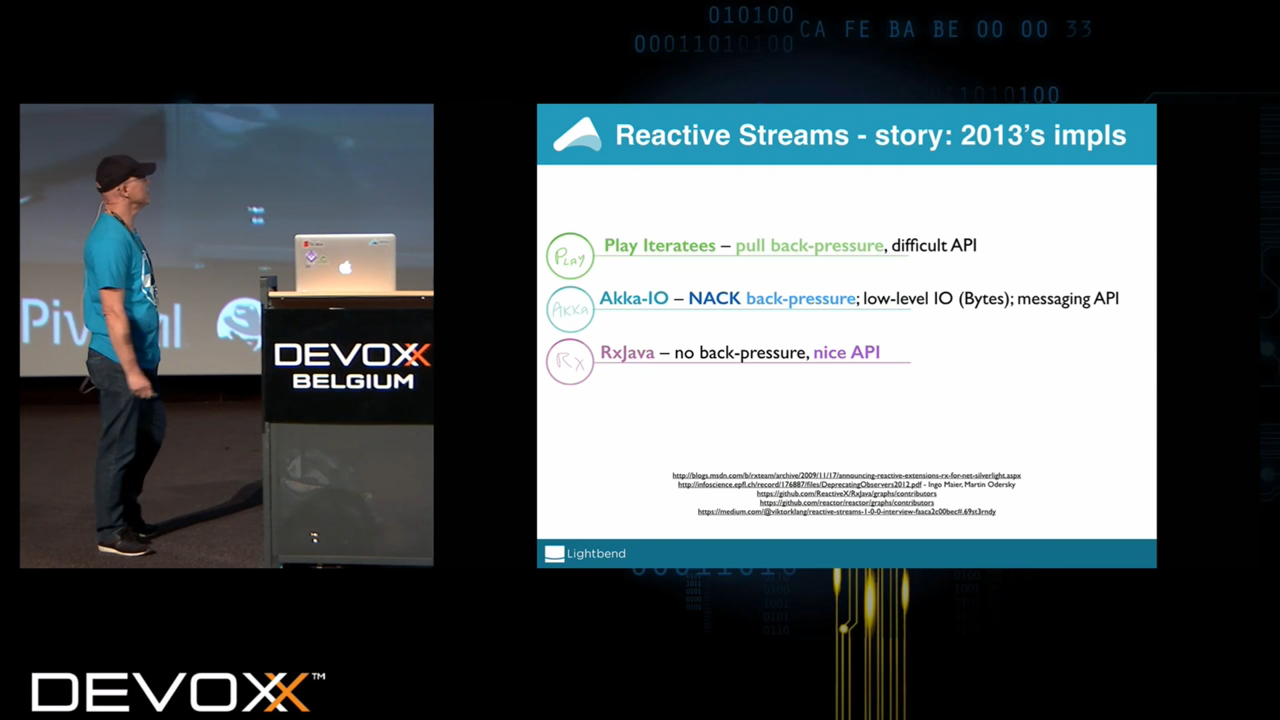 010100
00011010100
CA FE BA BE 00 00 33
1010100
Reactive Streams - story: 2013's impls
Play
Play Iteratees – pull back-pressure, difficult API
Akka
Akka-IO – NACK back-pressure; low-level IO (Bytes); messaging API
Rx
RxJava – no back-pressure, nice API
http://blogs.msdn.com/b/rxteam/archive/2009/11/17/announcing-reactive-extensions-rx-for-net-silverlight.aspx
http://infoscience.epfl.ch/record/176887/files/DeprecatingObservers2012.pdf - Ingo Maier, Martin Odersky
https://github.com/ReactiveX/RxJava/graphs/contributors
https://github.com/reactor/reactor/graphs/contributors
https://medium.com/@viktorklang/reactive-streams-1-0-0-interview-faaca2c00bec#.69st3rndy
Lightbend
DEVOXX
BELGIUM
DEVOXX™